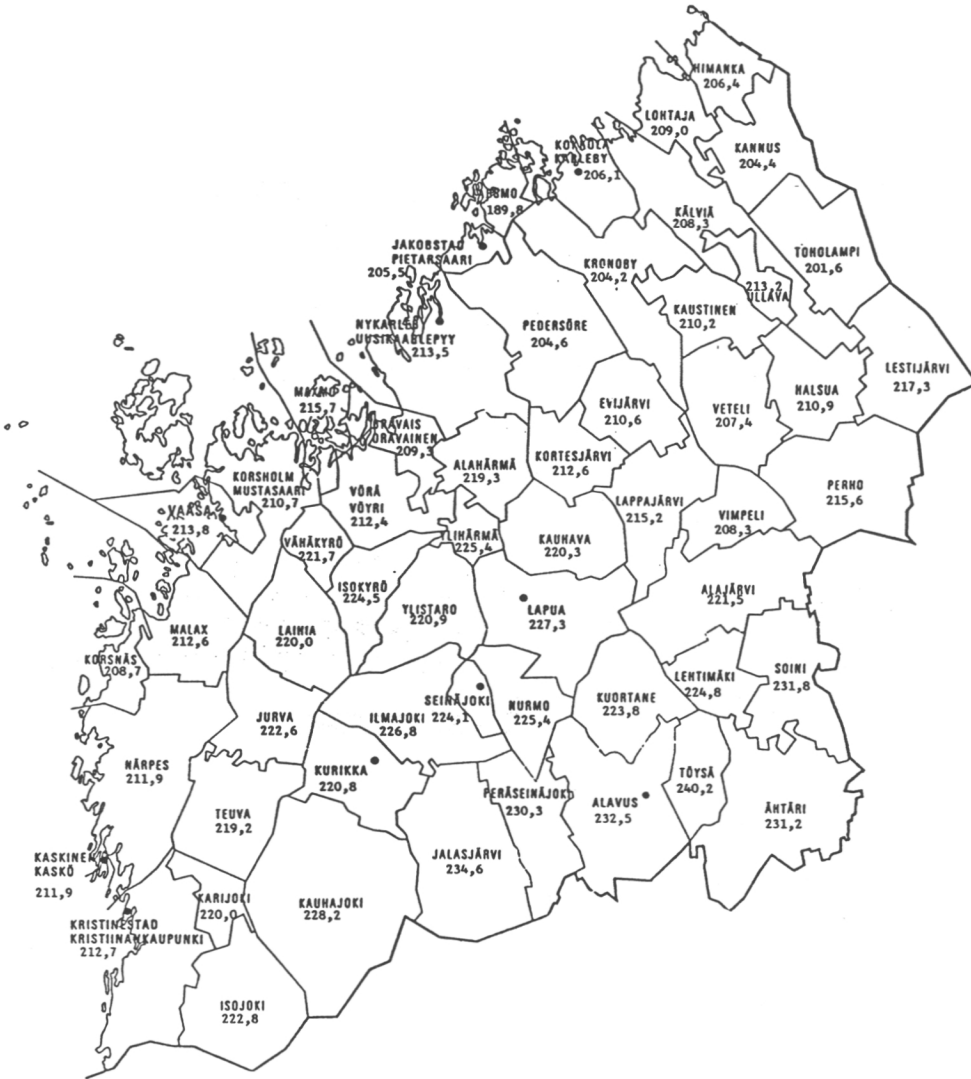 HIMANKA
206,4
LOHTAJA
209,0
KANNUS
204,4
KARLEBY
206,1
189,8
KÄLVIÄ
208,3
TOHOLAMPI
201,6
JAKOBSTAD
PIETARSAARI
205,5
KRONOBY
204,2
213,2
ULLAVA
KAUSTINEN
210,2
NYKARLEBY
UUSIKAARLEPYY
213,5
PEDERSÖRE
204,6
LESTIJÄRVI
217,3
HALSUA
210,9
EVIJÄRVI
210,6
VETELI
207,4
MAXMO
215,7
ORAVAIS
ORAVAINEN
209,3
ALAHÄRMÄ
219,3
KORTESJÄRVI
212,6
KORSHOLM
MUSTASAARI
210,7
VÖRÅ
VÖYRI
212,4
LAPPAJÄRVI
215,2
PERHO
215,6
VAASA
213,8
VIMPELI
208,3
VÄHÄKYRÖ
221,7
YLIHÄRMÄ
225,4
KAUHAVA
220,3
ISOKYRÖ
224,5
YLISTARO
220,9
LAPUA
227,3
ALAJÄRVI
221,5
MALAX
212,6
LAIHIA
220,0
KORSNÄS
208,7
LEHTIMÄKI
224,8
SOINI
231,8
JURVA
222,6
ILMAJOKI
226,8
SEINÄJOKI
224,1
NURMO
225,4
KUORTANE
223,8
NÄRPES
211,9
KURIKKA
220,8
PERÄSEINÄJOKI
230,3
ALAVUS
232,5
TÖYSÄ
240,2
ÄHTÄRI
231,2
TEUVA
219,2
JALASJÄRVI
234,6
KASKINEN
KASKÖ
211,9
KARIJOKI
220,0
KAUHAJOKI
228,2
KRISTINESTAD
KRISTIINANKAUPUNKI
212,7
ISOJOKI
222,8